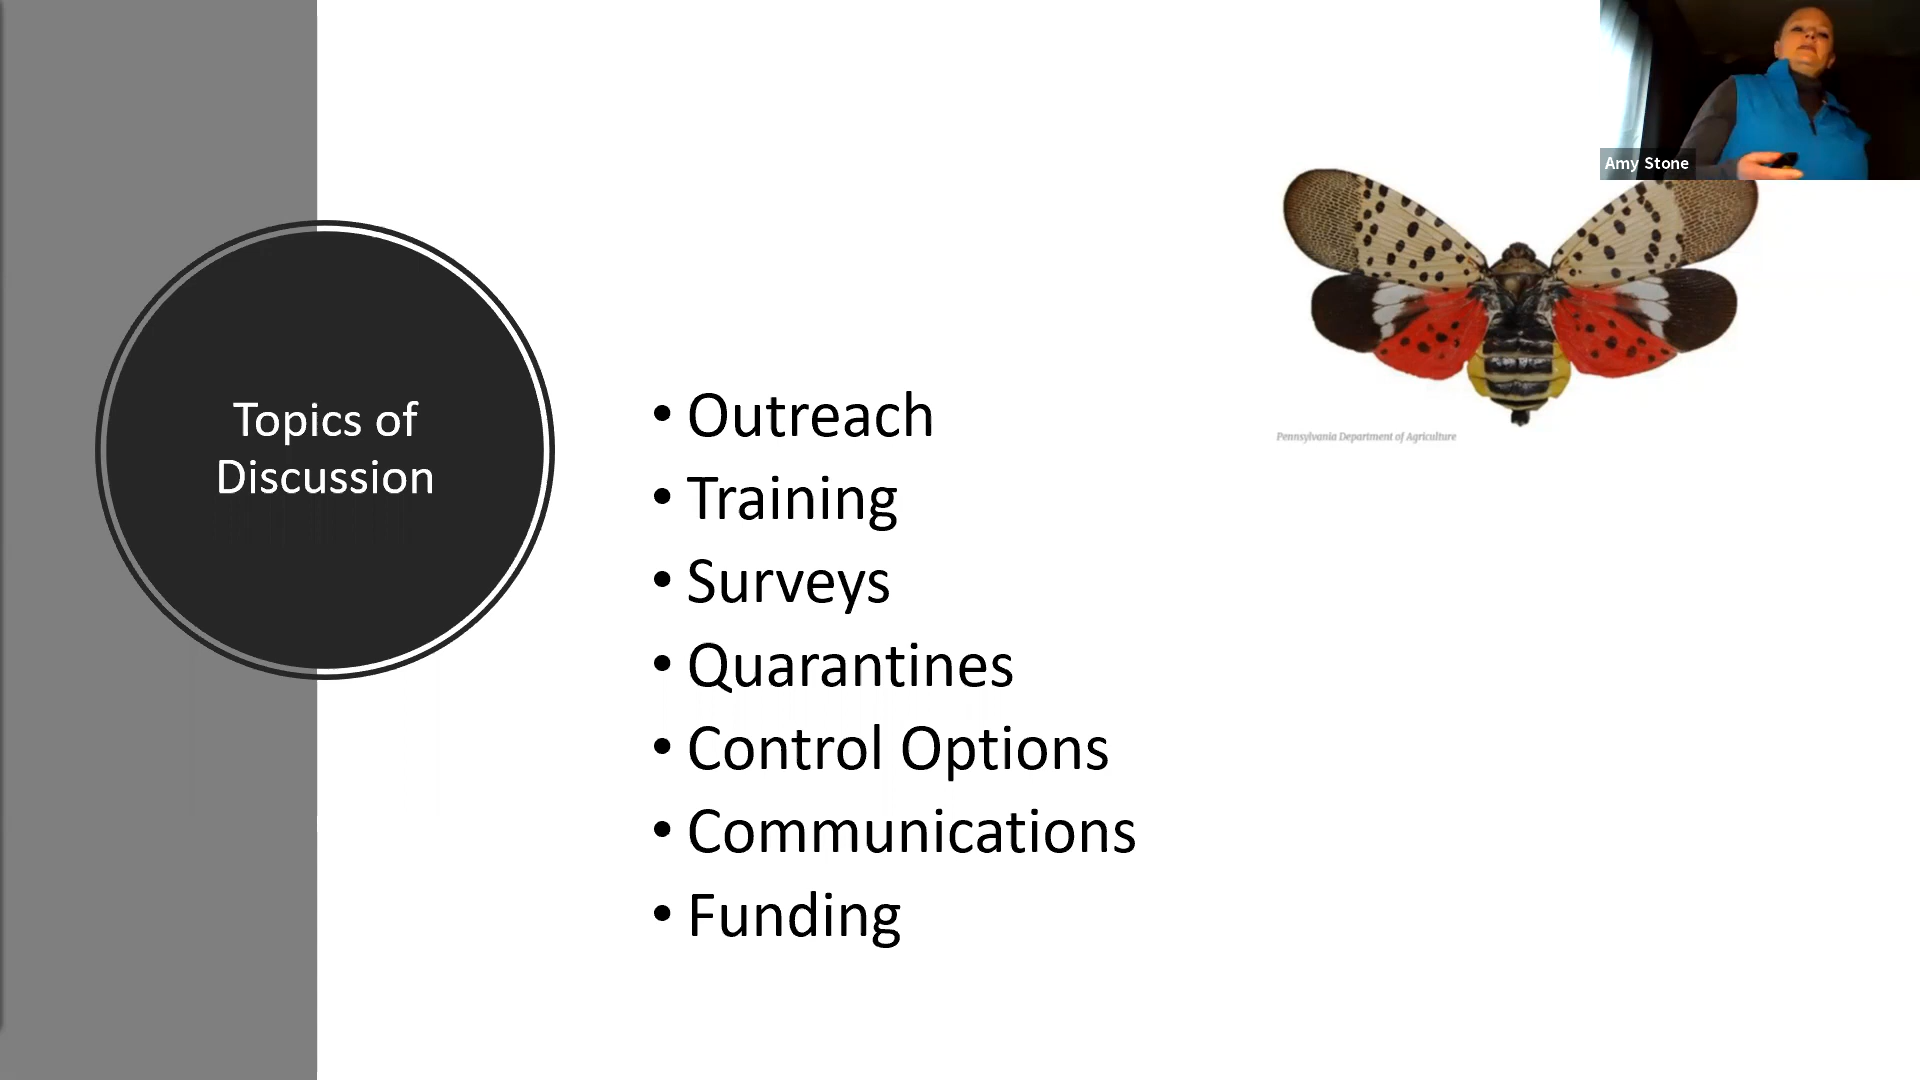 Amy Stone
Topics of
Discussion
• Outreach
• Training
• Surveys
• Quarantines
• Control Options
• Communications
• Funding
Pennsylvania Department of Agriculture